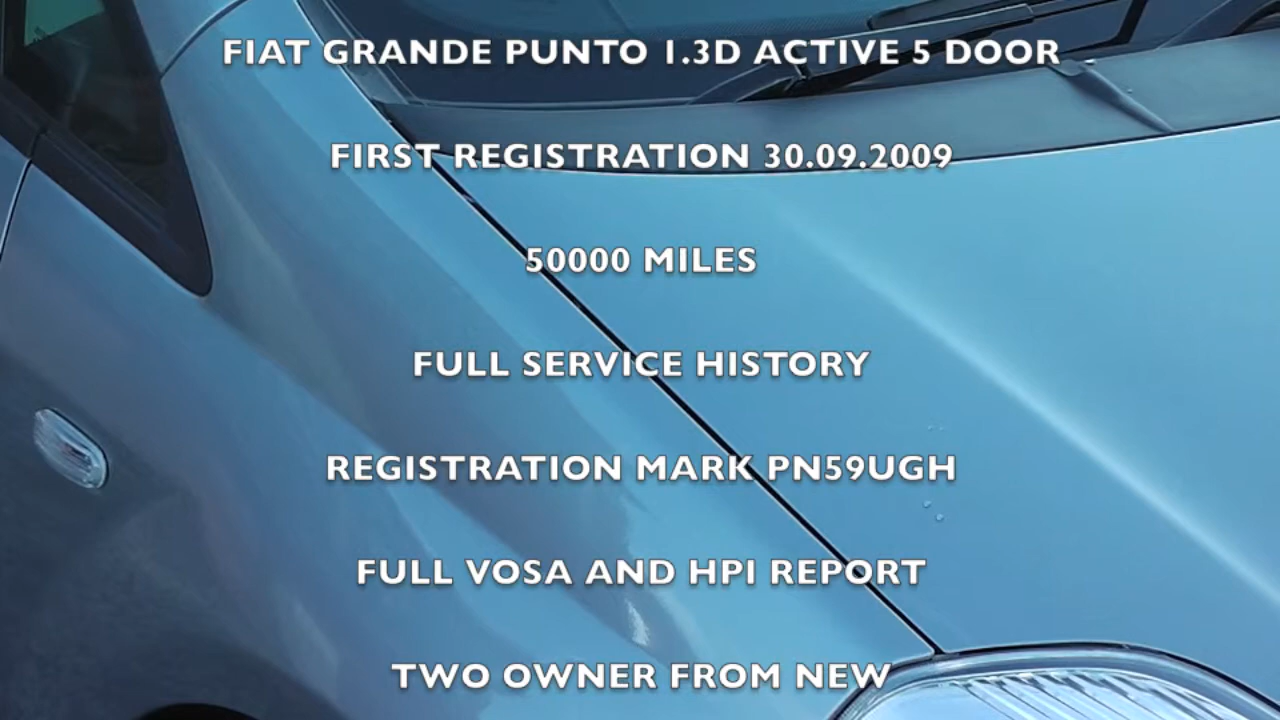 FIAT GRANDE PUNTO 1.3D ACTIVE 5 DOOR
FIRST REGISTRATION 30.09.2009
50000 MILES
FULL SERVICE HISTORY
REGISTRATION MARK PN59UGH
FULL VOSA AND HPI REPORT
TWO OWNER FROM NEW